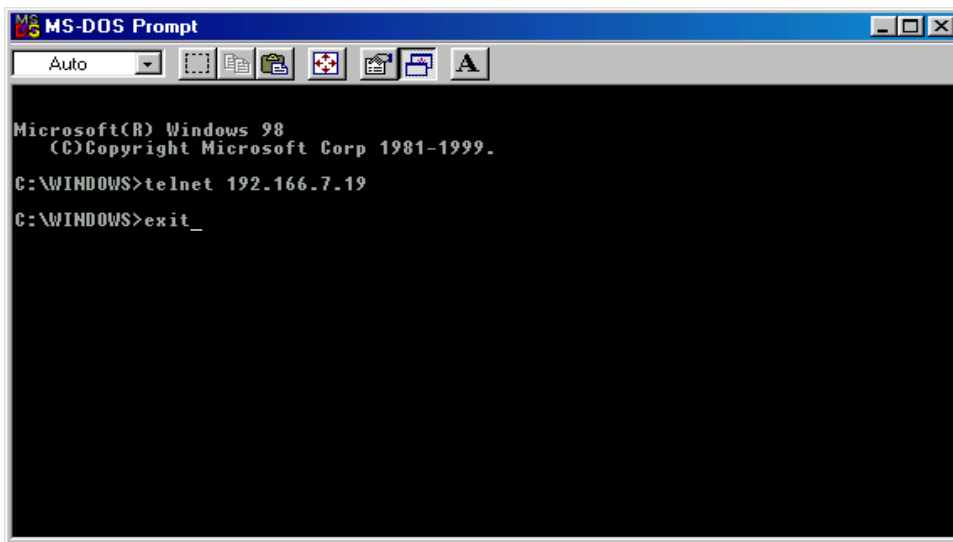 MS-DOS Prompt
Auto
A
Microsoft(R) Windows 98
(C)Copyright Microsoft Corp 1981-1999.
C:\WINDOWS>telnet 192.166.7.19
C:\WINDOWS>exit_